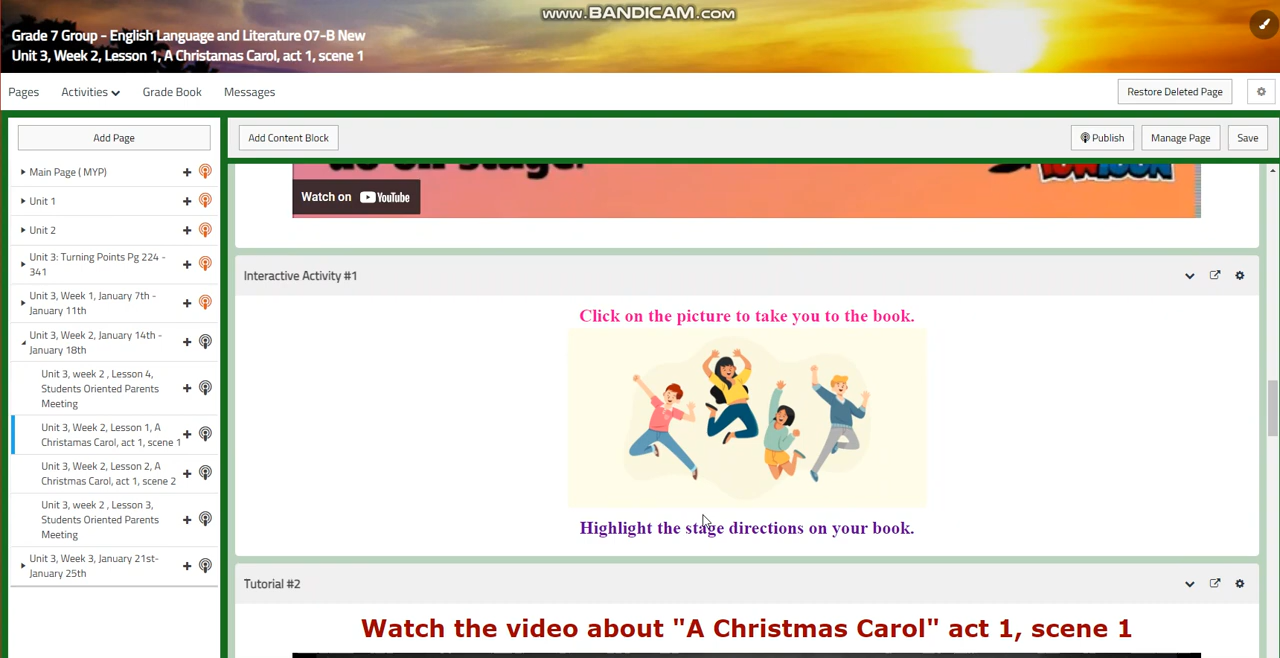 www.BANDICAM.com
Grade 7 Group - English Language and Literature 07-B New
Unit 3, Week 2, Lesson 1, A Christamas Carol, act 1, scene 1
Pages Activities Grade Book Messages Restore Deleted Page
Add Page
Main Page ( MYP)
Unit 1
Unit 2
Unit 3: Turning Points Pg 224 -
341
Unit 3, Week 1, January 7th -
January 11th
Unit 3, Week 2, January 14th -
January 18th
Unit 3, week 2 , Lesson 4,
Students Oriented Parents
Meeting
Unit 3, Week 2, Lesson 1, A
Christamas Carol, act 1, scene 1
Unit 3, Week 2, Lesson 2, A
Christmas Carol, act 1, scene 2
Unit 3, week 2 , Lesson 3,
Students Oriented Parents
Meeting
Unit 3, Week 3, January 21st-
January 25th
Add Content Block Publish Manage Page Save
Watch on YouTube
Interactive Activity #1
Click on the picture to take you to the book.
Highlight the stage directions on your book.
Tutorial #2
Watch the video about "A Christmas Carol" act 1, scene 1